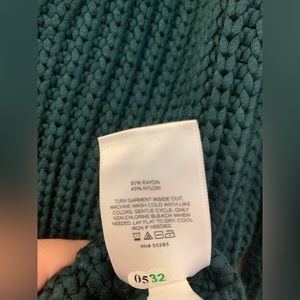 60% RAYON
40% NYLON
TURN GARMENT INSIDE OUT.
MACHINE WASH COLD WITH LIKE
COLORS, GENTLE CYCLE. ONLY
NON-CHLORINE BLEACH WHEN
NEEDED. LAY FLAT TO DRY. COOL
IRON IF NEEDED.
RN# 55285
0532